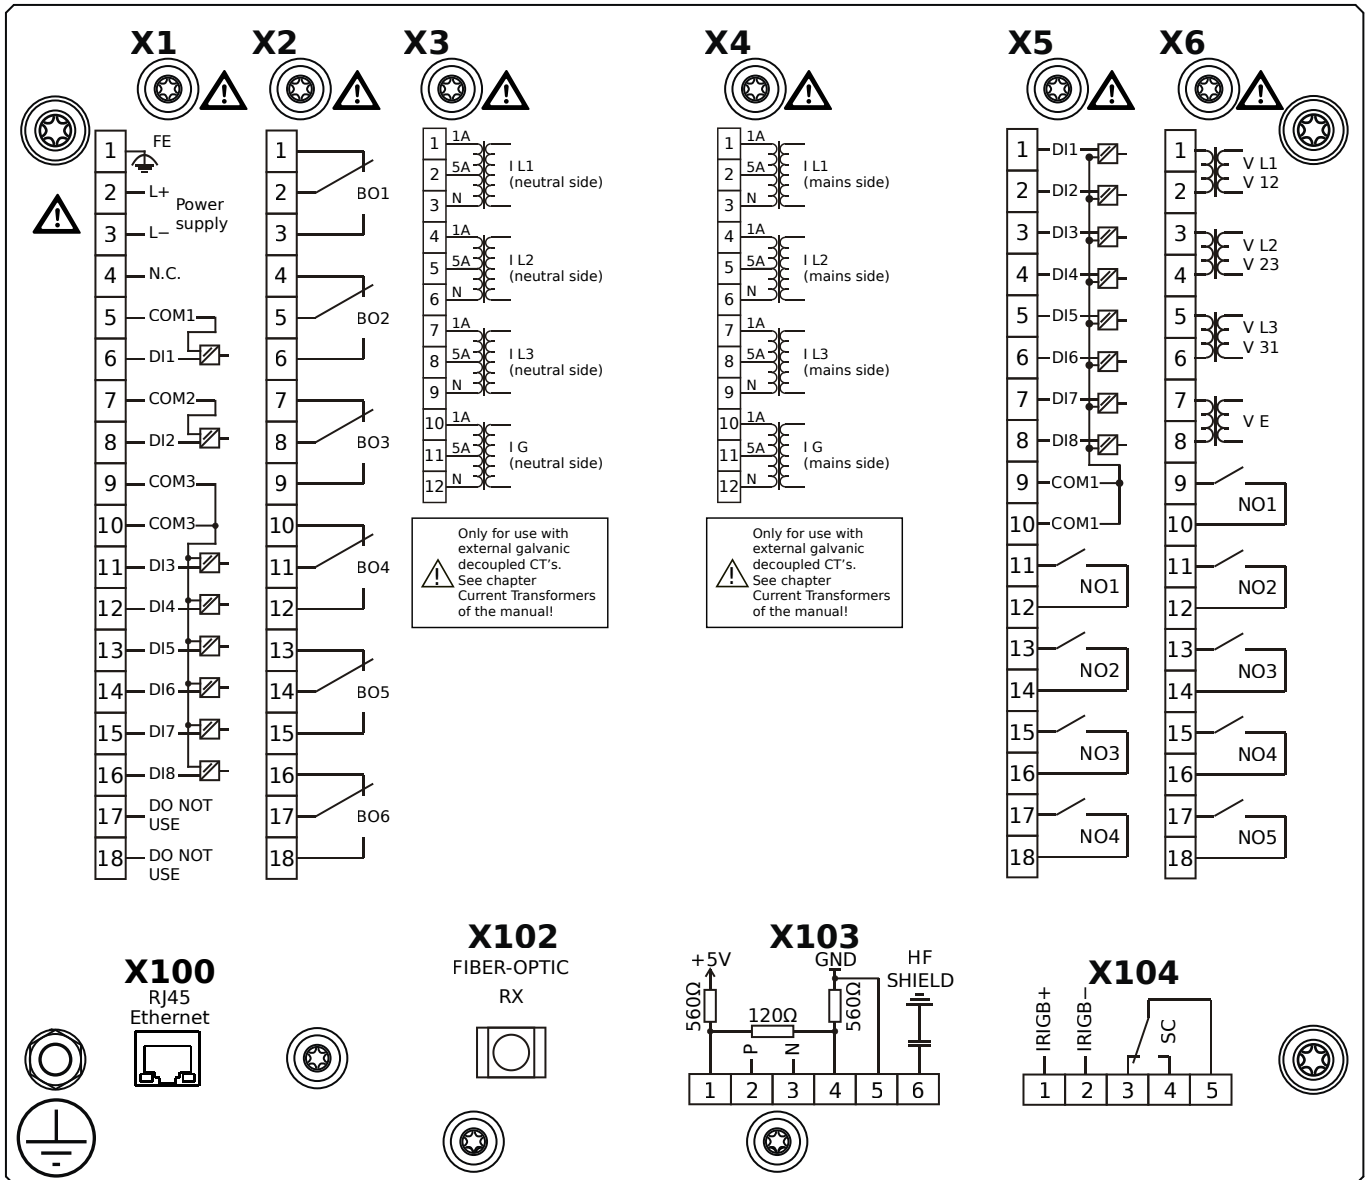 X1
X2
X3
X4
X5
X6
1
FE
2
L+
Power
supply
3
L−
4
N.C.
5
COM1
6
DI1
7
COM2
8
DI2
9
COM3
10
COM3
11
DI3
12
DI4
13
DI5
14
DI6
15
DI7
16
DI8
17
DO NOT
USE
18
DO NOT
USE
1
2
BO1
3
4
5
BO2
6
7
8
BO3
9
10
11
BO4
12
13
14
BO5
15
16
17
BO6
18
1
1A
2
5A
3
N
I L1
(neutral side)
4
1A
5
5A
6
N
I L2
(neutral side)
7
1A
8
5A
9
N
I L3
(neutral side)
10
1A
11
5A
12
N
I G
(neutral side)
Only for use with
external galvanic
decoupled CT's.
See chapter
Current Transformers
of the manual!
1
1A
2
5A
3
N
I L1
(mains side)
4
1A
5
5A
6
N
I L2
(mains side)
7
1A
8
5A
9
N
I L3
(mains side)
10
1A
11
5A
12
N
I G
(mains side)
Only for use with
external galvanic
decoupled CT's.
See chapter
Current Transformers
of the manual!
1
DI1
2
DI2
3
DI3
4
DI4
5
DI5
6
DI6
7
DI7
8
DI8
9
COM1
10
COM1
11
NO1
12
13
NO2
14
15
NO3
16
17
NO4
18
1
V L1
2
V 12
3
V L2
4
V 23
5
V L3
6
V 31
7
V E
8
9
NO1
10
11
NO2
12
13
NO3
14
15
NO4
16
17
NO5
18
X100
RJ45
Ethernet
X102
FIBER-OPTIC
RX
X103
+5V
GND
HF
SHIELD
560Ω
120Ω
560Ω
P
N
1 2 3 4 5 6
X104
IRIGB+
IRIGB−
SC
1 2 3 4 5